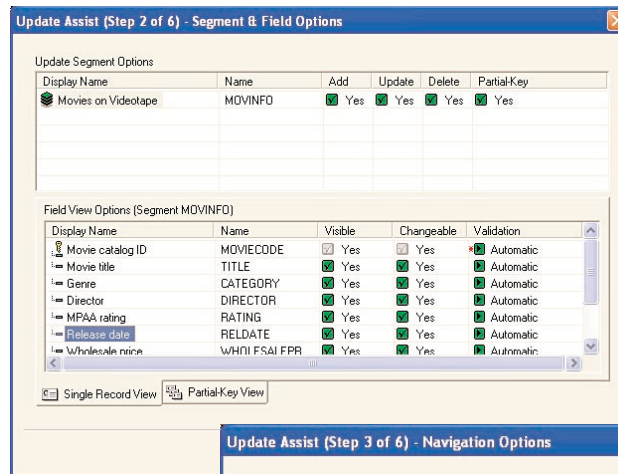 Update Assist (Step 2 of 6) - Segment & Field Options
Update Segment Options
Display Name Name Add Update Delete Partial-Key
Movies on Videotape MOVINFO Yes Yes Yes Yes
Field View Options (Segment MOVINFO)
Display Name Name Visible Changeable Validation
Movie catalog ID MOVIECODE Yes Yes * Automatic
Movie title TITLE Yes Yes Automatic
Genre CATEGORY Yes Yes Automatic
Director DIRECTOR Yes Yes Automatic
MPAA rating RATING Yes Yes Automatic
Release date RELDATE Yes Yes Automatic
Wholesale price WHOLESALEPR Yes Yes Automatic
Single Record View Partial-Key View
Update Assist (Step 3 of 6) - Navigation Options